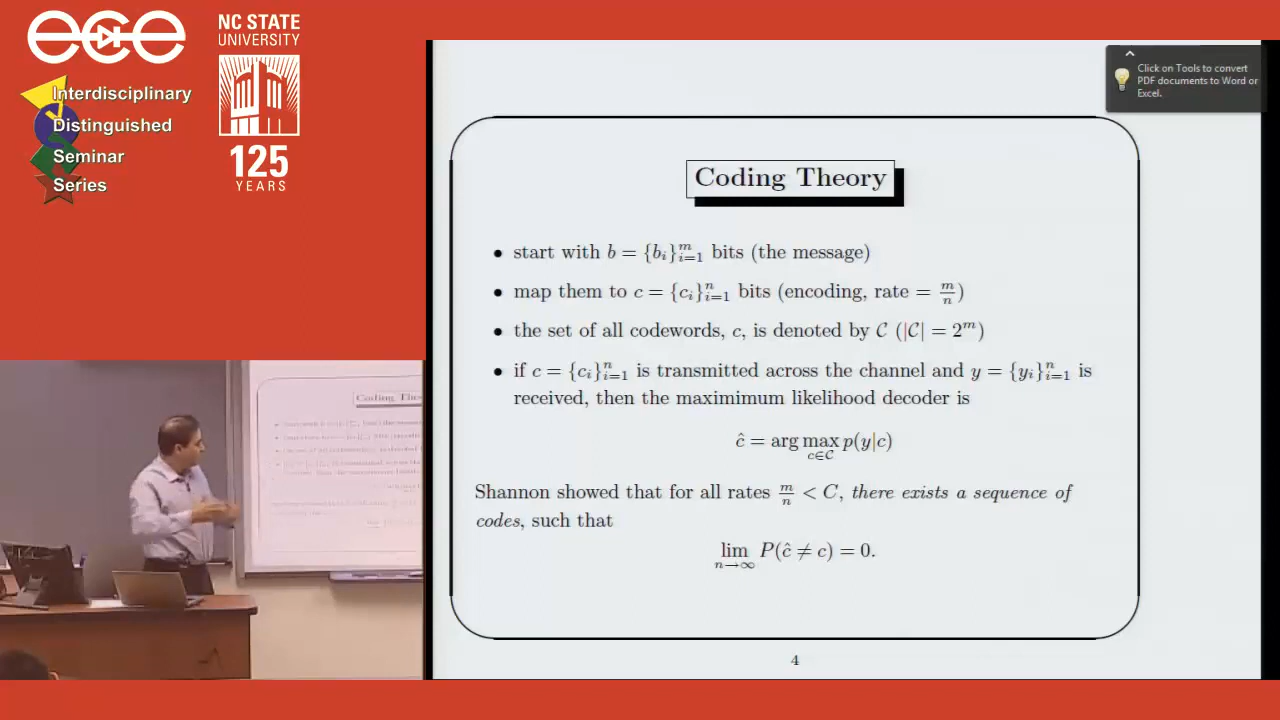 ece
Interdisciplinary
Distinguished
Seminar
Series
NC STATE
UNIVERSITY
125
YEARS
Click on Tools to convert
PDF documents to Word or
Excel.
Coding Theory
• start with b = {b_i}_{i=1}^m bits (the message)
• map them to c = {c_i}_{i=1}^n bits (encoding, rate = m/n)
• the set of all codewords, c, is denoted by 𝒞 (|𝒞| = 2^m)
• if c = {c_i}_{i=1}^n is transmitted across the channel and y = {y_i}_{i=1}^n is
received, then the maximimum likelihood decoder is
ĉ = arg max_{c∈𝒞} p(y|c)
Shannon showed that for all rates m/n < C, there exists a sequence of
codes, such that
lim_{n→∞} P(ĉ ≠ c) = 0.
4
Coding Theo